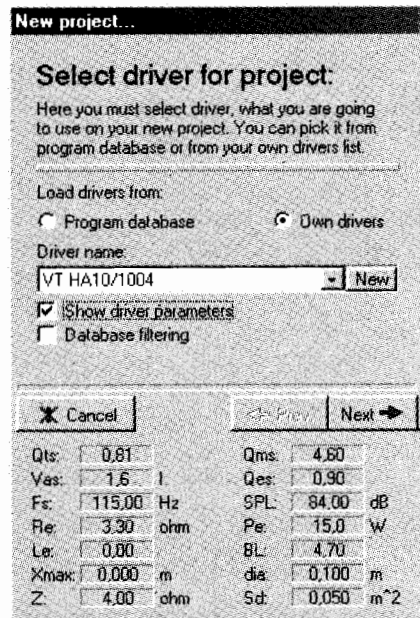 New project...
Select driver for project:
Here you must select driver, what you are going
to use on your new project. You can pick it from
program database or from your own drivers list.
Load drivers from:
Program database Own drivers
Driver name:
VT HA10/1004 New
Show driver parameters
Database filtering
Cancel <- Prev Next
Qts: 0,81 Qms: 4,60
Vas: 1,6 l Qes: 0,90
Fs: 115,00 Hz SPL: 84,00 dB
Re: 3,30 ohm Pe: 15,0 W
Le: 0,00 BL: 4,70
Xmax: 0,000 m dia: 0,100 m
Z: 4,00 ohm Sd: 0,050 m^2